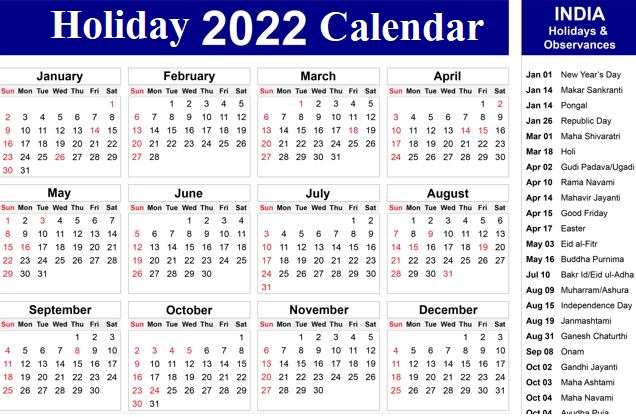 Holiday 2022 Calendar
January
Sun Mon Tue Wed Thu Fri Sat
1
2 3 4 5 6 7 8
9 10 11 12 13 14 15
16 17 18 19 20 21 22
23 24 25 26 27 28 29
30 31
February
Sun Mon Tue Wed Thu Fri Sat
1 2 3 4 5
6 7 8 9 10 11 12
13 14 15 16 17 18 19
20 21 22 23 24 25 26
27 28
March
Sun Mon Tue Wed Thu Fri Sat
1 2 3 4 5
6 7 8 9 10 11 12
13 14 15 16 17 18 19
20 21 22 23 24 25 26
27 28 29 30 31
April
Sun Mon Tue Wed Thu Fri Sat
1 2
3 4 5 6 7 8 9
10 11 12 13 14 15 16
17 18 19 20 21 22 23
24 25 26 27 28 29 30
May
Sun Mon Tue Wed Thu Fri Sat
1 2 3 4 5 6 7
8 9 10 11 12 13 14
15 16 17 18 19 20 21
22 23 24 25 26 27 28
29 30 31
June
Sun Mon Tue Wed Thu Fri Sat
1 2 3 4
5 6 7 8 9 10 11
12 13 14 15 16 17 18
19 20 21 22 23 24 25
26 27 28 29 30
July
Sun Mon Tue Wed Thu Fri Sat
1 2
3 4 5 6 7 8 9
10 11 12 13 14 15 16
17 18 19 20 21 22 23
24 25 26 27 28 29 30
31
August
Sun Mon Tue Wed Thu Fri Sat
1 2 3 4 5 6
7 8 9 10 11 12 13
14 15 16 17 18 19 20
21 22 23 24 25 26 27
28 29 30 31
September
Sun Mon Tue Wed Thu Fri Sat
1 2 3
4 5 6 7 8 9 10
11 12 13 14 15 16 17
18 19 20 21 22 23 24
25 26 27 28 29 30
October
Sun Mon Tue Wed Thu Fri Sat
1
2 3 4 5 6 7 8
9 10 11 12 13 14 15
16 17 18 19 20 21 22
23 24 25 26 27 28 29
30 31
November
Sun Mon Tue Wed Thu Fri Sat
1 2 3 4 5
6 7 8 9 10 11 12
13 14 15 16 17 18 19
20 21 22 23 24 25 26
27 28 29 30
December
Sun Mon Tue Wed Thu Fri Sat
1 2 3
4 5 6 7 8 9 10
11 12 13 14 15 16 17
18 19 20 21 22 23 24
25 26 27 28 29 30 31
INDIA
Holidays &
Observances
Jan 01 New Year's Day
Jan 14 Makar Sankranti
Jan 14 Pongal
Jan 26 Republic Day
Mar 01 Maha Shivaratri
Mar 18 Holi
Apr 02 Gudi Padava/Ugadi
Apr 10 Rama Navami
Apr 14 Mahavir Jayanti
Apr 15 Good Friday
Apr 17 Easter
May 03 Eid al-Fitr
May 16 Buddha Purnima
Jul 10 Bakr Id/Eid ul-Adha
Aug 09 Muharram/Ashura
Aug 15 Independence Day
Aug 19 Janmashtami
Aug 31 Ganesh Chaturthi
Sep 08 Onam
Oct 02 Gandhi Jayanti
Oct 03 Maha Ashtami
Oct 04 Maha Navami
Oct 04 Ayudha Puja